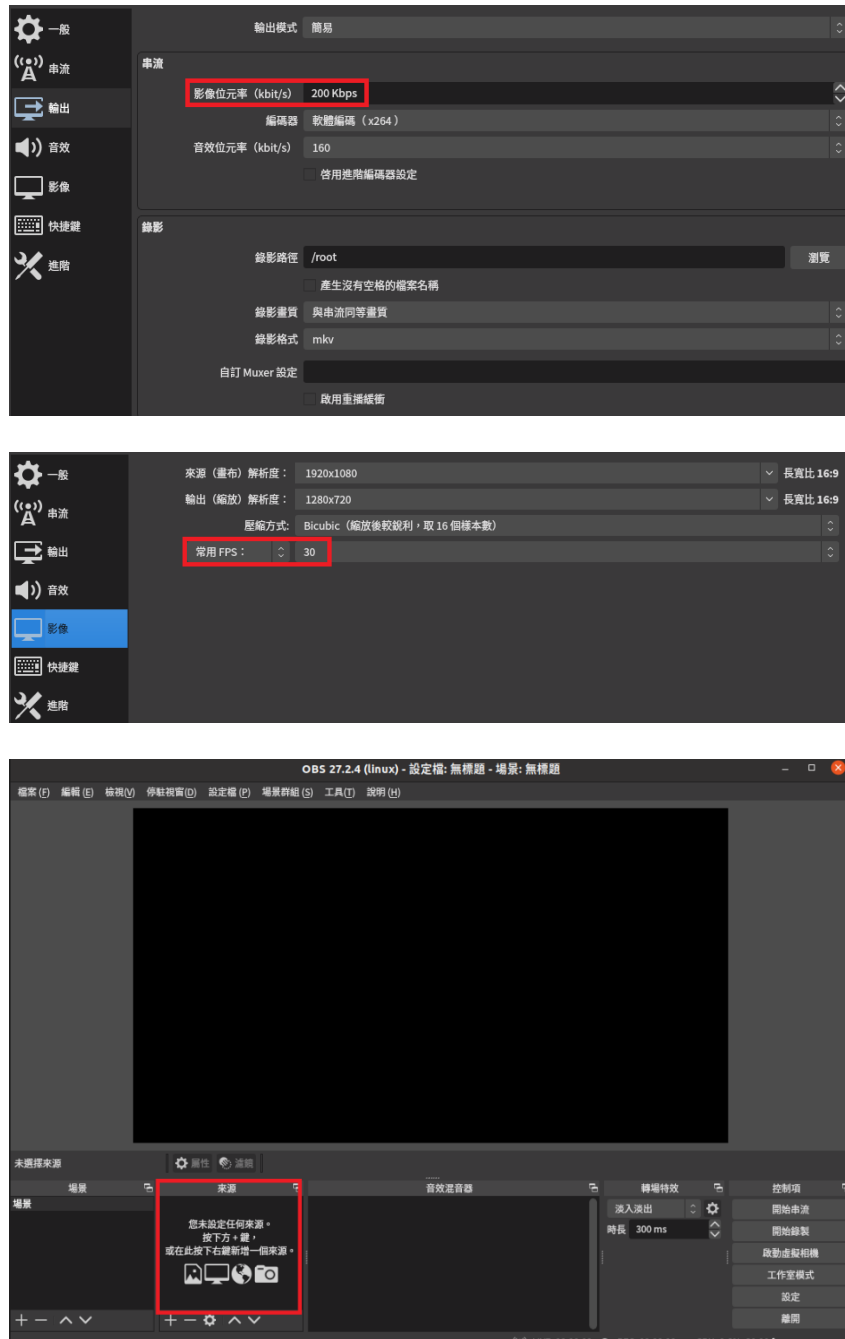 一般
輸出模式 簡易
串流
串流
影像位元率（kbit/s） 200 Kbps
輸出
編碼器 軟體編碼（x264）
音效
音效位元率（kbit/s） 160
啓用進階編碼器設定
影像
快捷鍵
錄影
進階
錄影路徑 /root 瀏覽
產生沒有空格的檔案名稱
錄影畫質 與串流同等畫質
錄影格式 mkv
自訂 Muxer 設定
啟用重播緩衝
一般
來源（畫布）解析度： 1920x1080 長寬比 16:9
輸出（縮放）解析度： 1280x720 長寬比 16:9
串流
壓縮方式: Bicubic（縮放後較銳利，取 16 個樣本數）
輸出
常用 FPS： 30
音效
影像
快捷鍵
進階
OBS 27.2.4 (linux) - 設定檔: 無標題 - 場景: 無標題
檔案(F) 編輯(E) 檢視(V) 停駐視窗(D) 設定檔(P) 場景群組(S) 工具(T) 說明(H)
未選擇來源 屬性 濾鏡
場景 來源 音效混音器 轉場特效 控制項
場景
您未設定任何來源。
按下方 + 鍵，
或在此按下右鍵新增一個來源。
淡入淡出
時長 300 ms
開始串流
開始錄製
啟動虛擬相機
工作室模式
設定
離開